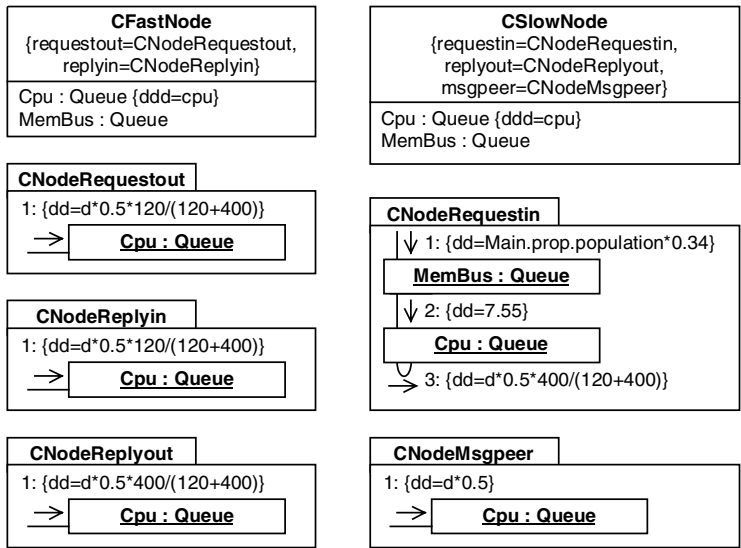 CFastNode
{requestout=CNodeRequestout,
replyin=CNodeReplyin}
Cpu : Queue {ddd=cpu}
MemBus : Queue
CSlowNode
{requestin=CNodeRequestin,
replyout=CNodeReplyout,
msgpeer=CNodeMsgpeer}
Cpu : Queue {ddd=cpu}
MemBus : Queue
CNodeRequestout
1: {dd=d*0.5*120/(120+400)}
Cpu : Queue
CNodeRequestin
1: {dd=Main.prop.population*0.34}
MemBus : Queue
2: {dd=7.55}
Cpu : Queue
3: {dd=d*0.5*400/(120+400)}
CNodeReplyin
1: {dd=d*0.5*120/(120+400)}
Cpu : Queue
CNodeReplyout
1: {dd=d*0.5*400/(120+400)}
Cpu : Queue
CNodeMsgpeer
1: {dd=d*0.5}
Cpu : Queue